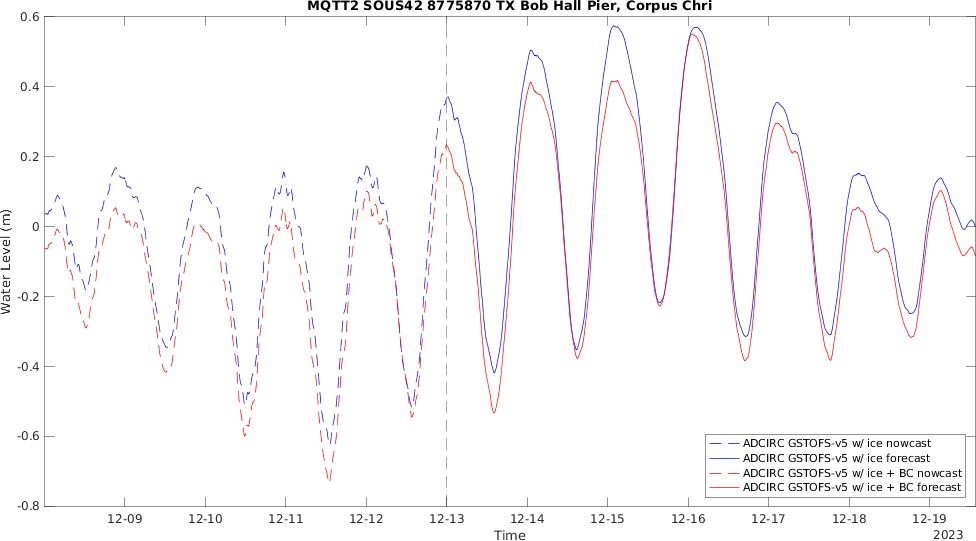 MQTT2 SOUS42 8775870 TX Bob Hall Pier, Corpus Chri
0.6
0.4
0.2
0
-0.2
-0.4
-0.6
-0.8
Water Level (m)
ADCIRC GSTOFS-v5 w/ ice nowcast
ADCIRC GSTOFS-v5 w/ ice forecast
ADCIRC GSTOFS-v5 w/ ice + BC nowcast
ADCIRC GSTOFS-v5 w/ ice + BC forecast
12-09 12-10 12-11 12-12 12-13 12-14 12-15 12-16 12-17 12-18 12-19
Time
2023